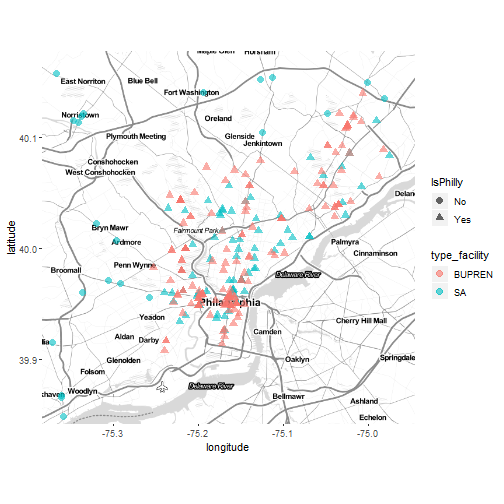 Maple Glen
Horsham
East Norriton
Blue Bell
Fort Washington
Norristown
Oreland
Plymouth Meeting
Glenside
Jenkintown
Conshohocken
West Conshohocken
Bryn Mawr
Fairmount Park
Ardmore
Palmyra
Cinnaminson
Broomall
Penn Wynne
Delaware River
Philadelphia
Yeadon
Cherry Hill Mall
Camden
Aldan
Darby
Glenolden
Oaklyn
Springdale
Folsom
Delaware River
Woodlyn
Bellmawr
Ashland
Echelon
40.1
40.0
39.9
latitude
-75.3
-75.2
-75.1
-75.0
longitude
IsPhilly
No
Yes
type_facility
BUPREN
SA